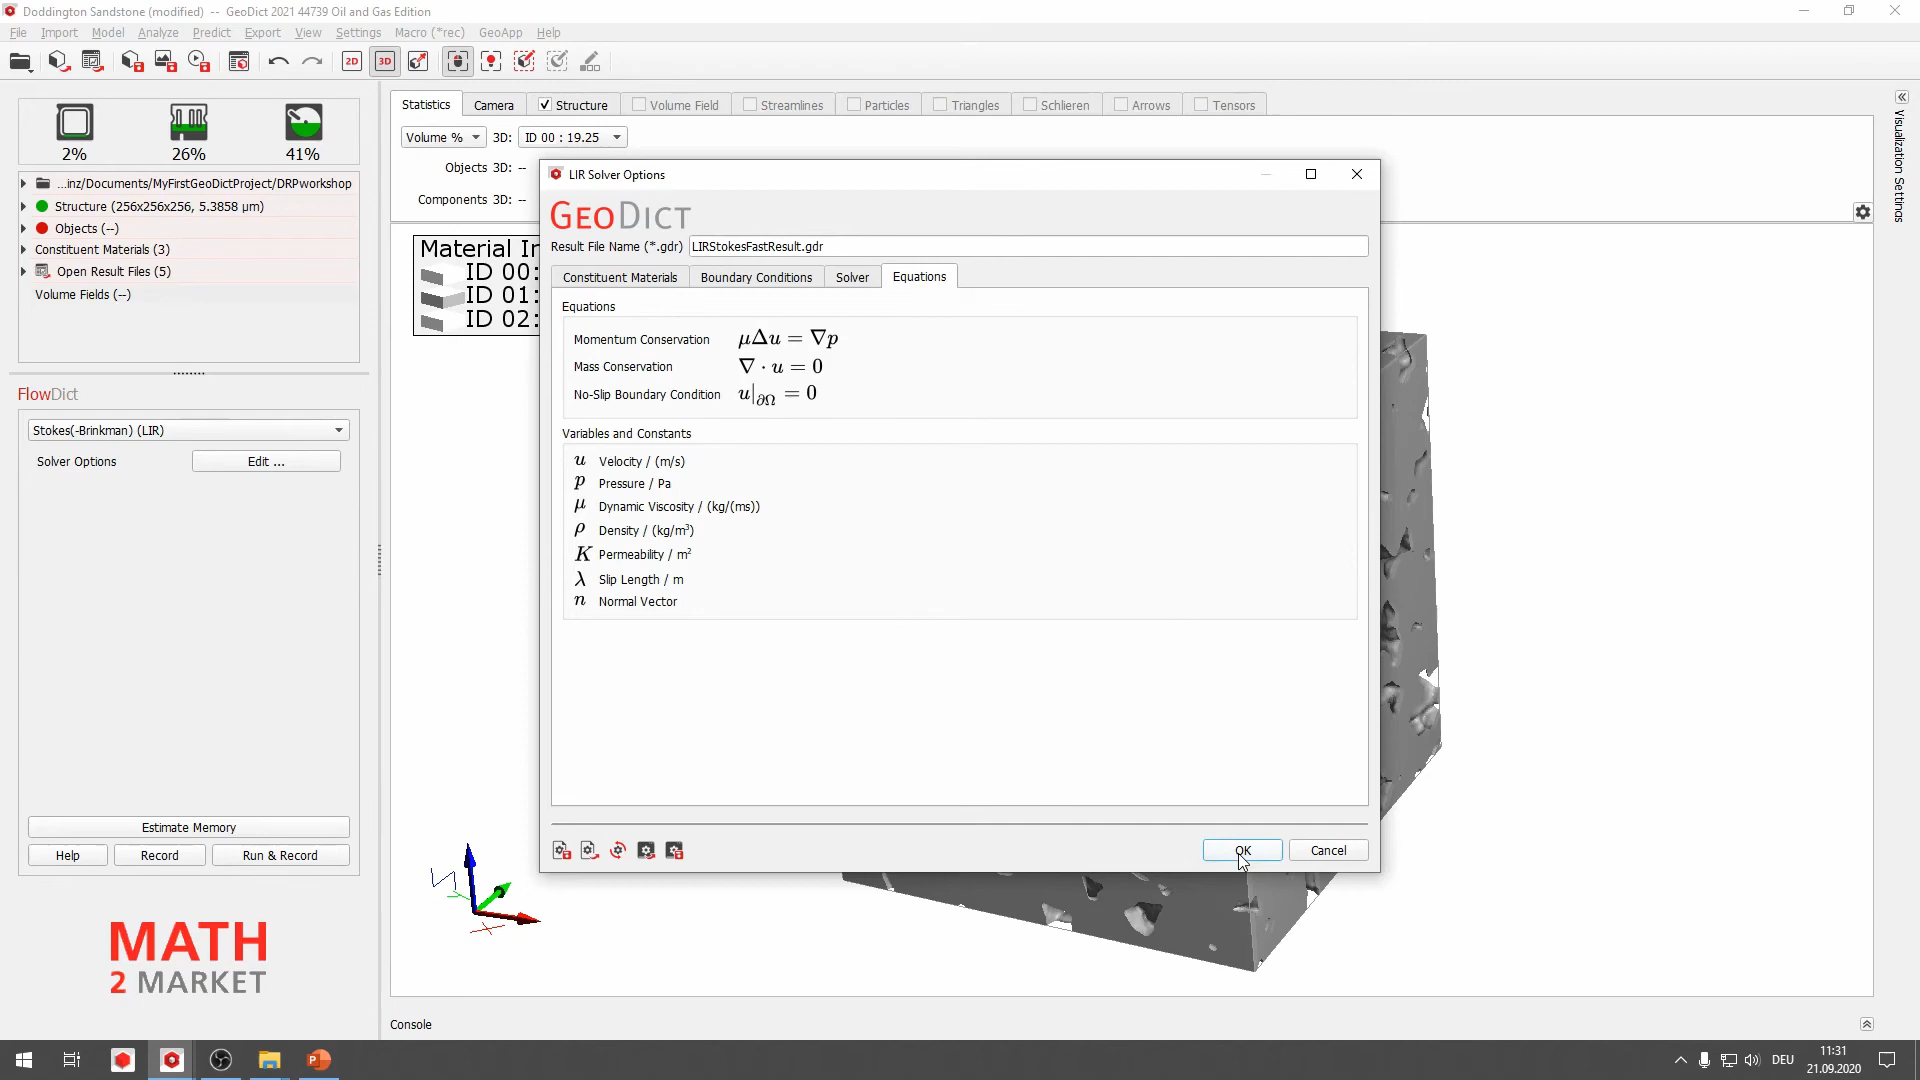 Doddington Sandstone (modified) -- GeoDict 2021 44739 Oil and Gas Edition
File Import Model Analyze Predict Export View Settings Macro (*rec) GeoApp Help
2D 3D
2% 26% 41%
...inz/Documents/MyFirstGeoDictProject/DRPworkshop
Structure (256x256x256, 5.3858 µm)
Objects (--)
Constituent Materials (3)
Open Result Files (5)
Volume Fields (--)
FlowDict
Stokes(-Brinkman) (LIR)
Solver Options Edit ...
Estimate Memory
Help Record Run & Record
MATH
2 MARKET
Statistics Camera Structure Volume Field Streamlines Particles Triangles Schlieren Arrows Tensors
Volume % 3D: ID 00 : 19.25
Objects 3D: --
Components 3D: --
Visualization Settings
Material In
ID 00:
ID 01:
ID 02:
LIR Solver Options
GEODICT
Result File Name (*.gdr) LIRStokesFastResult.gdr
Constituent Materials Boundary Conditions Solver Equations
Equations
Momentum Conservation μΔu = ∇p
Mass Conservation ∇ · u = 0
No-Slip Boundary Condition u|∂Ω = 0
Variables and Constants
u Velocity / (m/s)
p Pressure / Pa
μ Dynamic Viscosity / (kg/(ms))
ρ Density / (kg/m³)
K Permeability / m²
λ Slip Length / m
n Normal Vector
OK Cancel
Z
Y
X
Console
DEU
11:31
21.09.2020